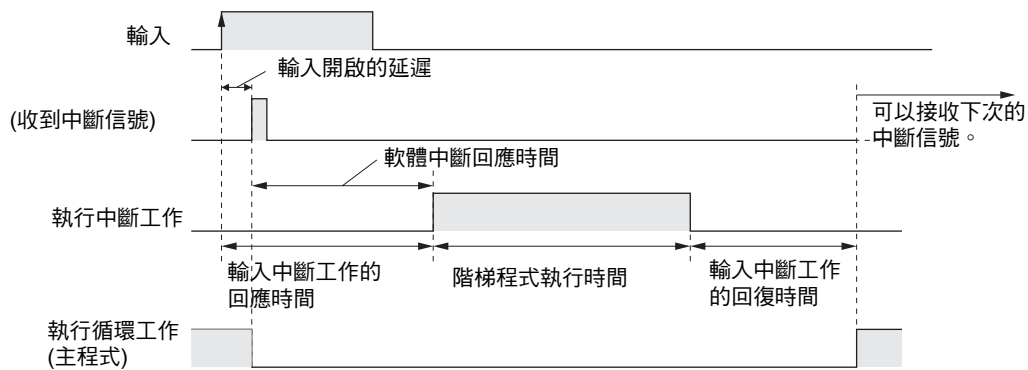 輸入
輸入開啟的延遲
(收到中斷信號)
可以接收下次的
中斷信號。
軟體中斷回應時間
執行中斷工作
輸入中斷工作的
回應時間
階梯程式執行時間
輸入中斷工作
的回復時間
執行循環工作
(主程式)